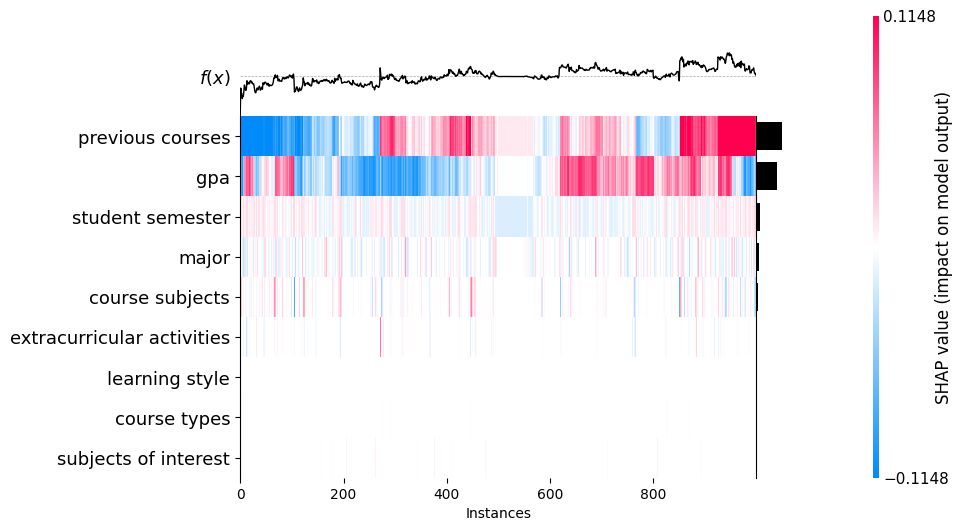 0.1148
f(x)
previous courses
gpa
student semester
major
course subjects
extracurricular activities
learning style
course types
subjects of interest
−0.1148
0 200 400 600 800
Instances
SHAP value (impact on model output)